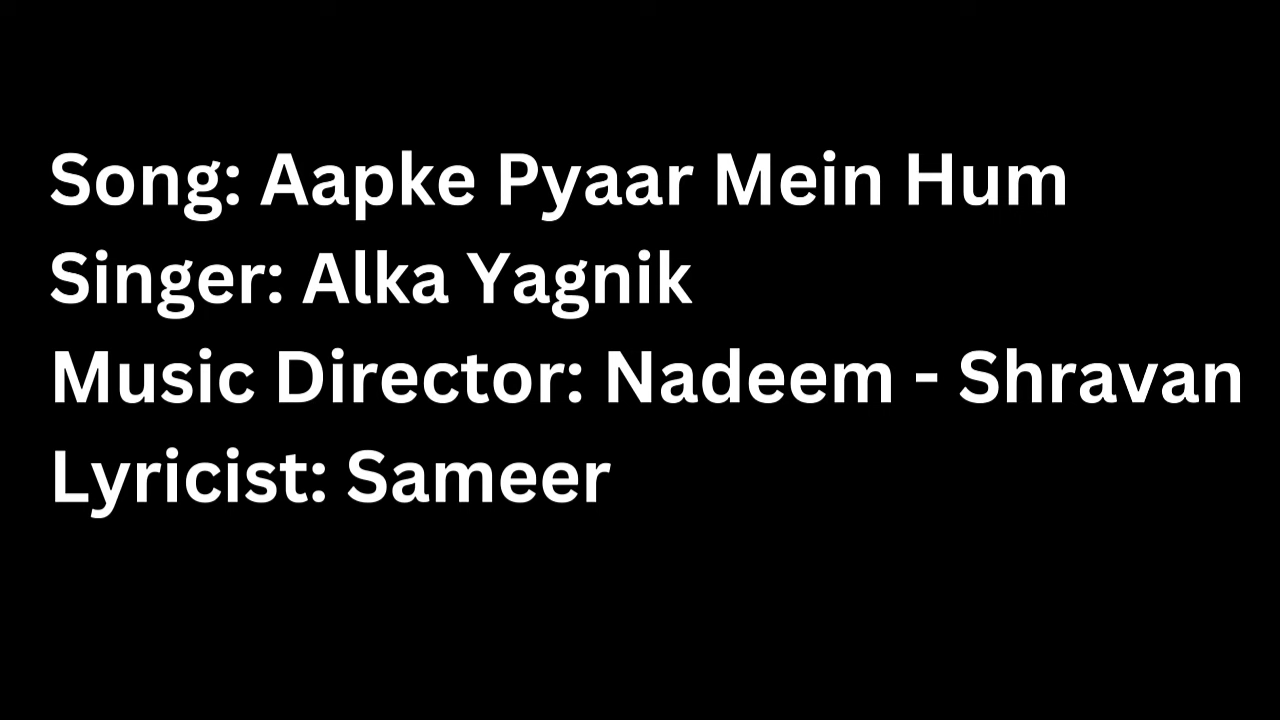 Song: Aapke Pyaar Mein Hum
Singer: Alka Yagnik
Music Director: Nadeem - Shravan
Lyricist: Sameer